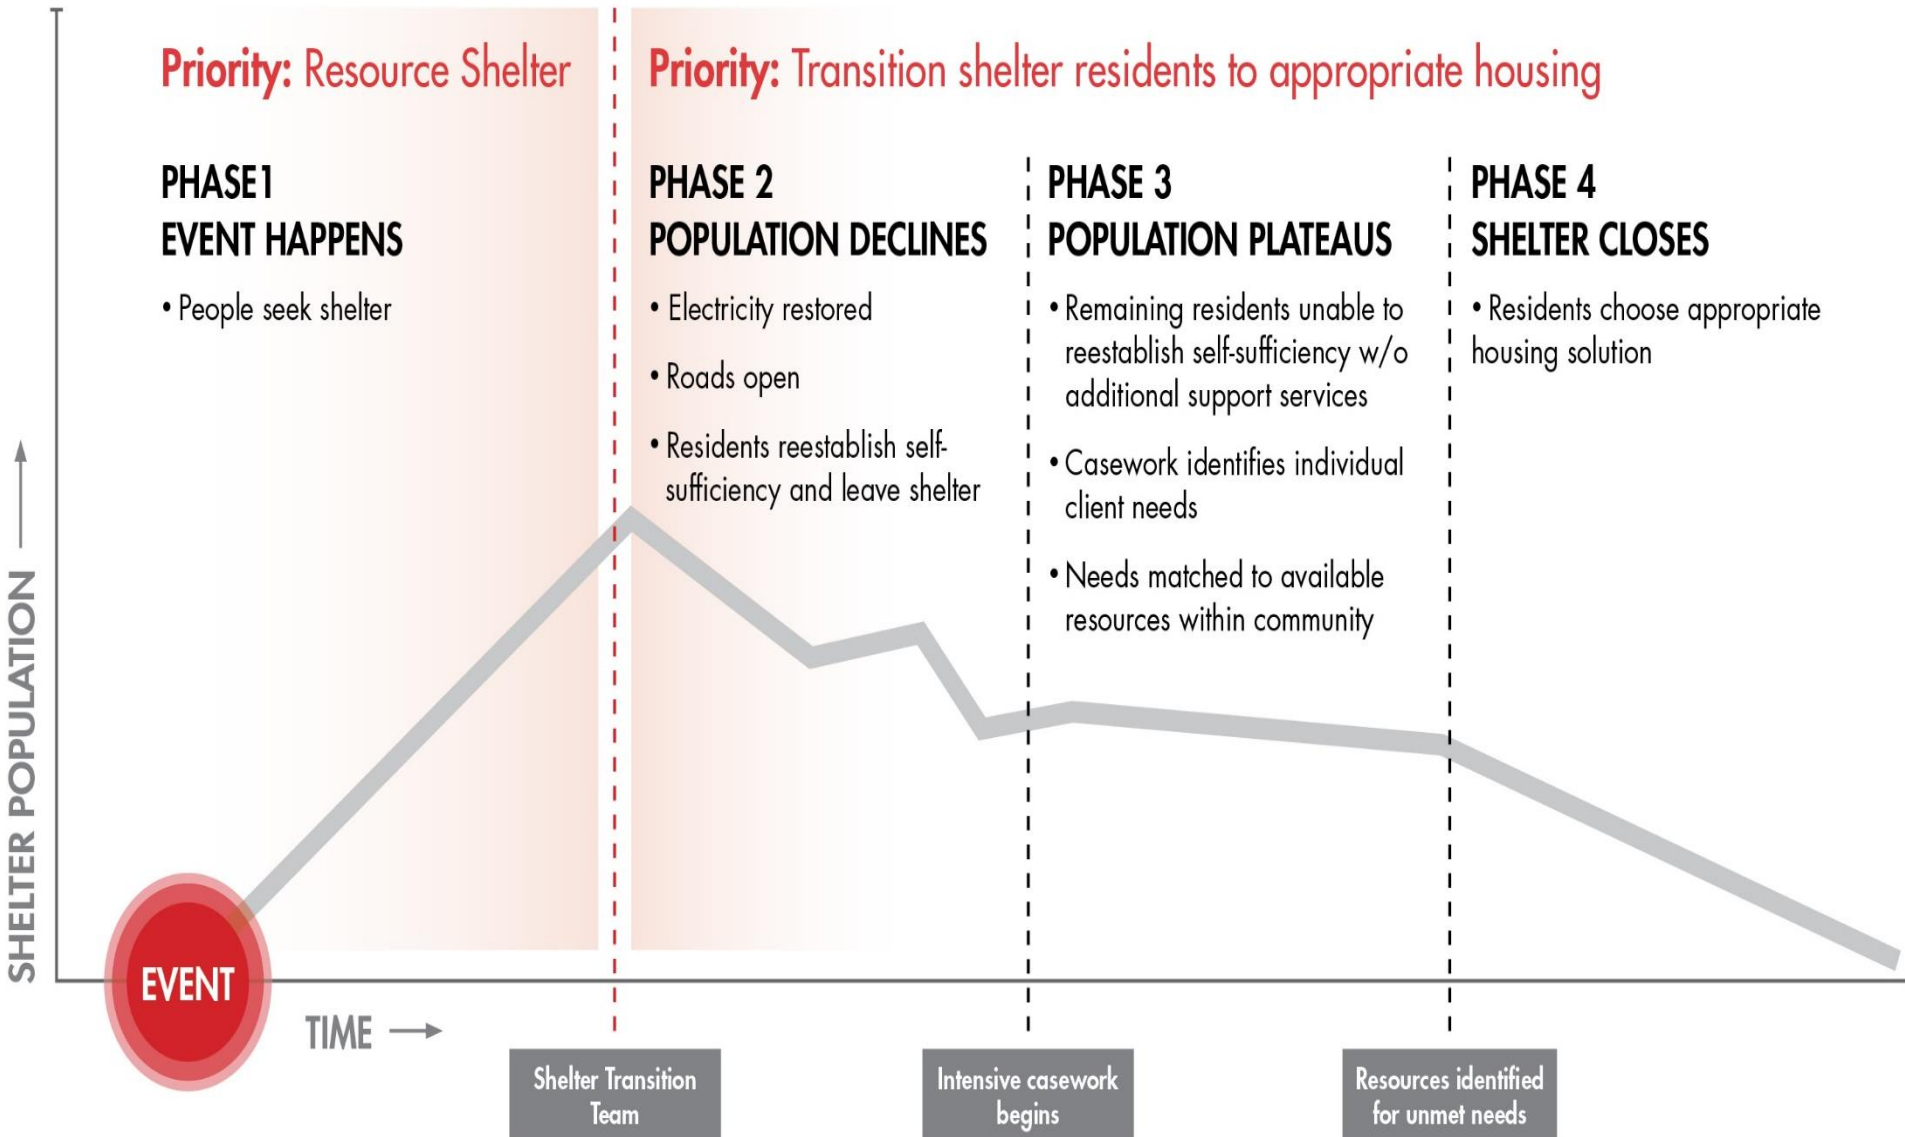 Priority: Resource Shelter
Priority: Transition shelter residents to appropriate housing
PHASE1
EVENT HAPPENS
• People seek shelter
PHASE 2
POPULATION DECLINES
• Electricity restored
• Roads open
• Residents reestablish self-
sufficiency and leave shelter
PHASE 3
POPULATION PLATEAUS
• Remaining residents unable to
reestablish self-sufficiency w/o
additional support services
• Casework identifies individual
client needs
• Needs matched to available
resources within community
PHASE 4
SHELTER CLOSES
• Residents choose appropriate
housing solution
SHELTER POPULATION
EVENT
TIME
Shelter Transition
Team
Intensive casework
begins
Resources identified
for unmet needs